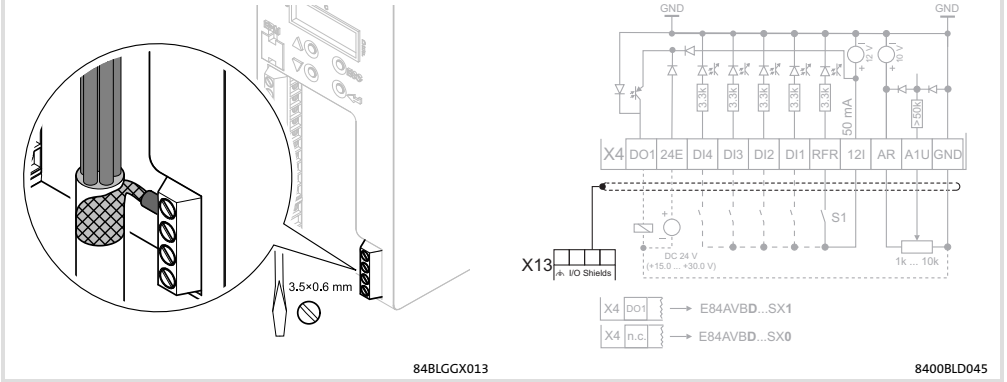 3.5×0.6 mm
84BLGGX013
GND
GND
12 V
10 V
3.3k
3.3k
3.3k
3.3k
3.3k
50 mA
>50k
X4 DO1 24E DI4 DI3 DI2 DI1 RFR 12I AR A1U GND
S1
DC 24 V
(+15.0 ... +30.0 V)
1k ... 10k
X13
I/O Shields
X4 DO1 E84AVBD...SX1
X4 n.c. E84AVBD...SX0
8400BLD045